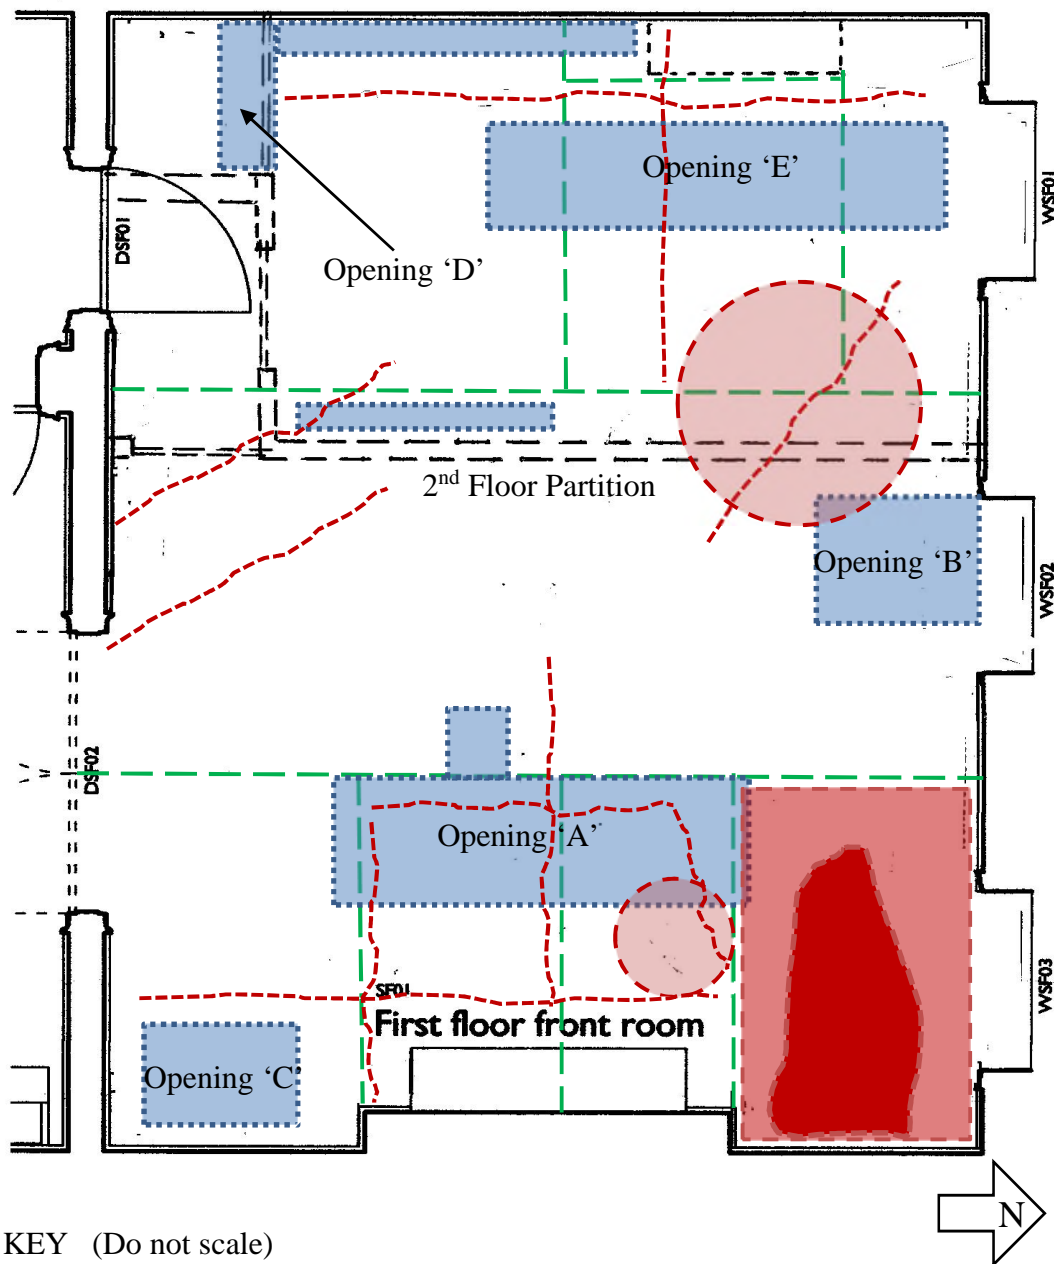 Opening ‘E’
WSF01
DSF01
Opening ‘D’
2nd Floor Partition
Opening ‘B’
WSF02
DSF02
Opening ‘A’
WSF03
SF01
First floor front room
Opening ‘C’
N
KEY (Do not scale)